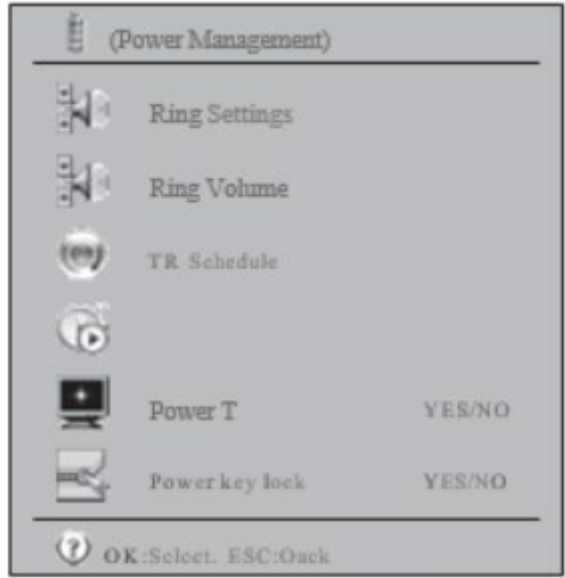 (Power Management)
Ring Settings
Ring Volume
TR Schedule
Power T YES/NO
Power key lock YES/NO
OK:Select. ESC:Oack